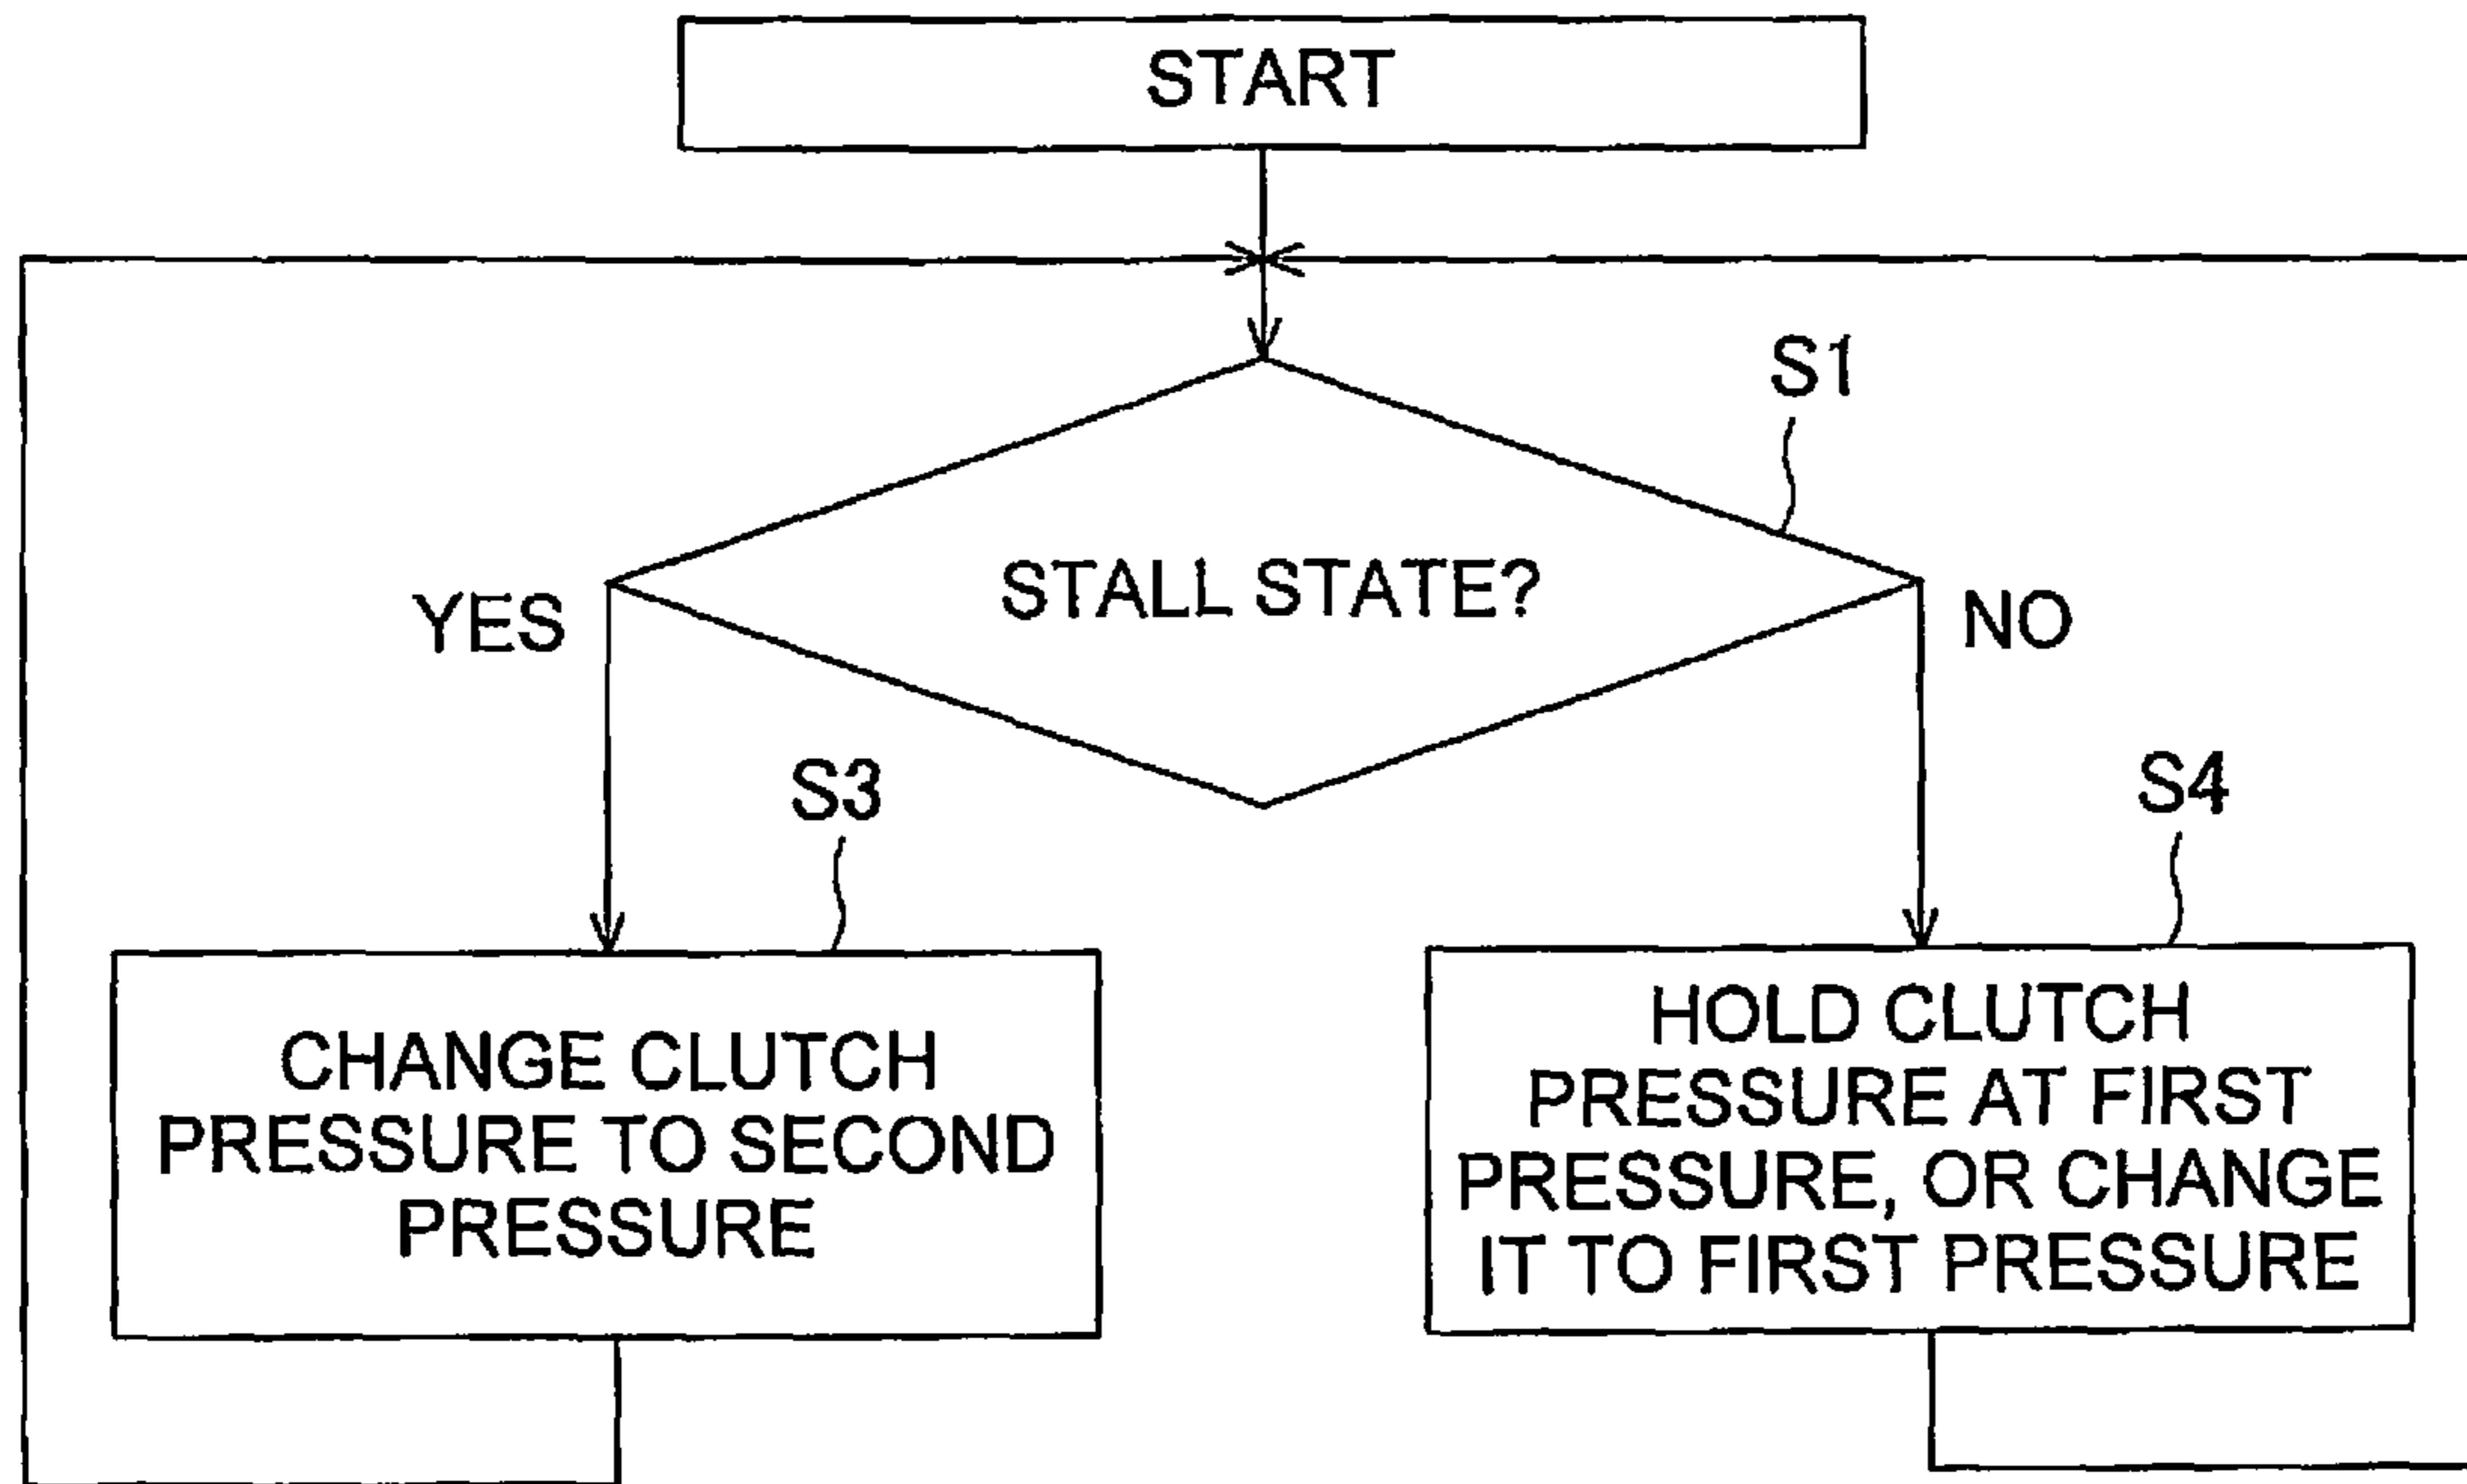 START
S1
STALL STATE?
YES
NO
S3
S4
CHANGE CLUTCH
PRESSURE TO SECOND
PRESSURE
HOLD CLUTCH
PRESSURE AT FIRST
PRESSURE, OR CHANGE
IT TO FIRST PRESSURE